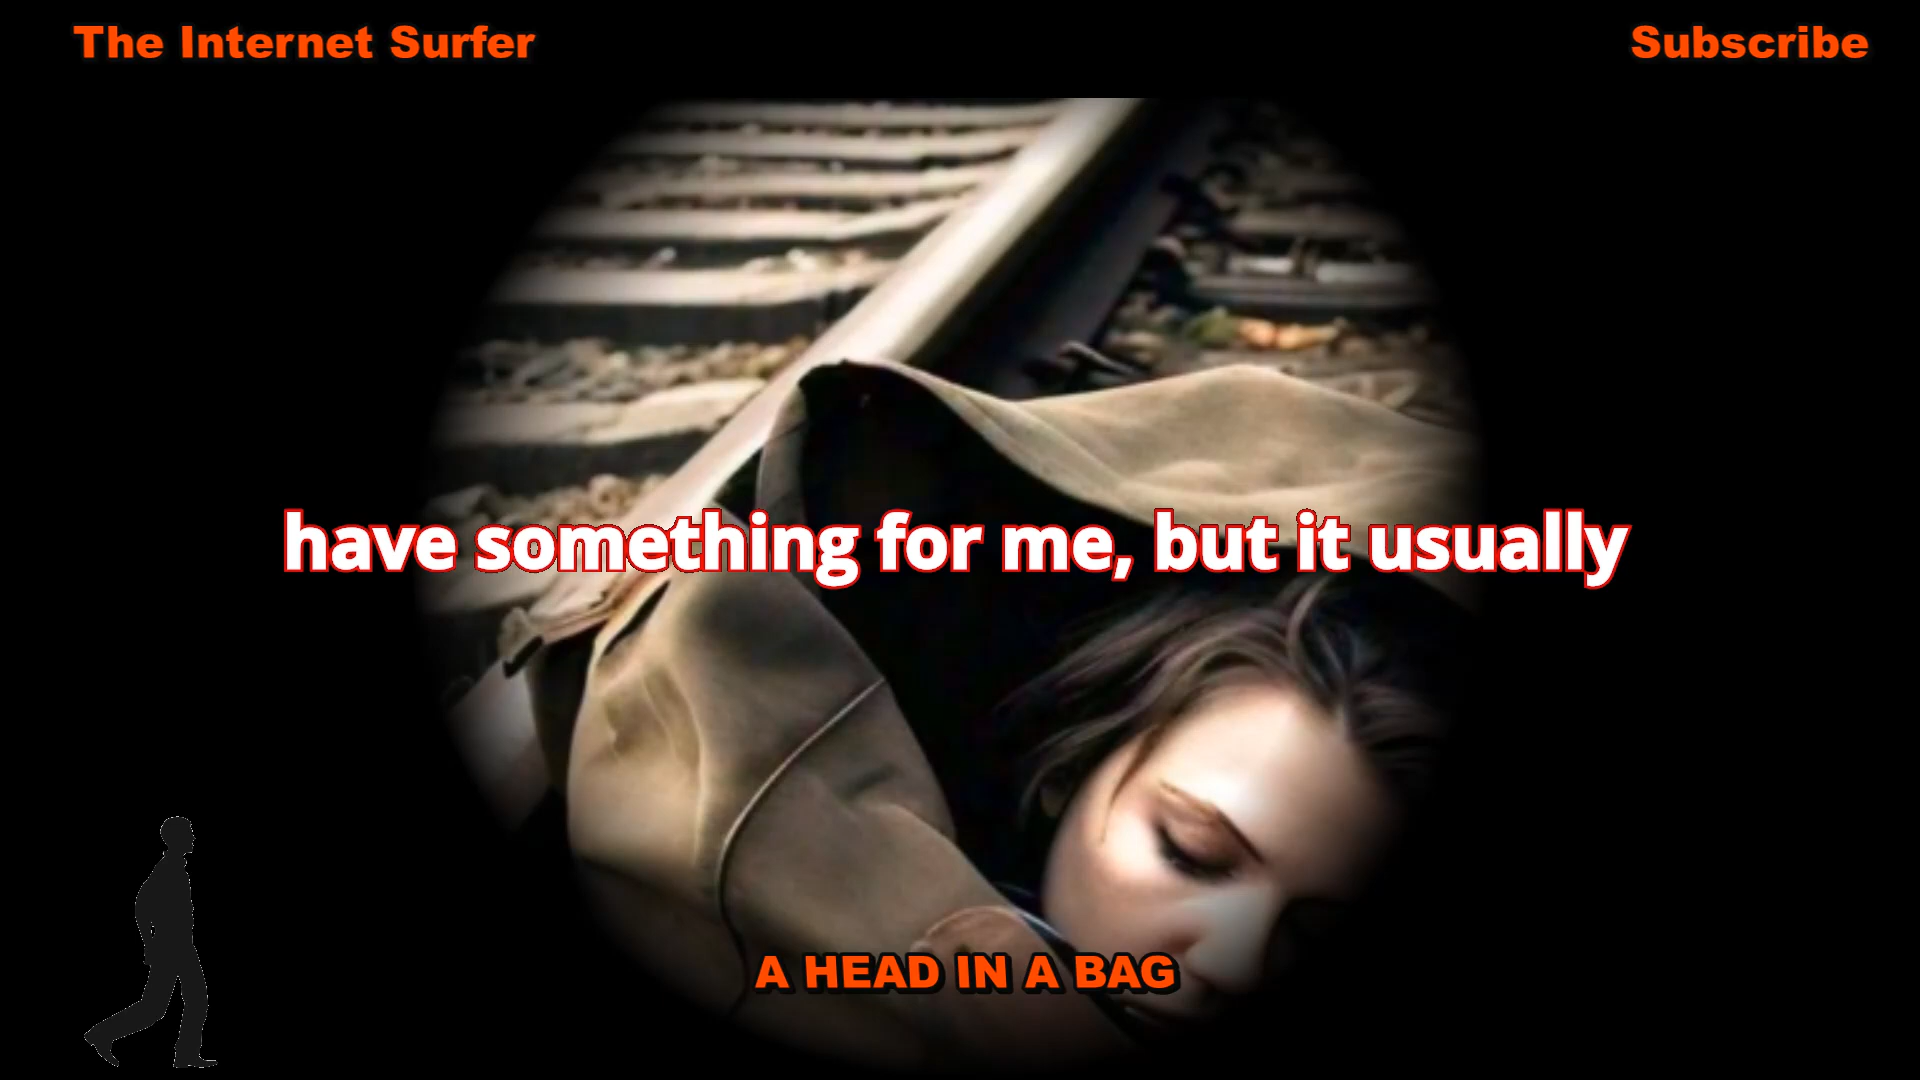 The Internet Surfer
Subscribe
have something for me, but it usually
A HEAD IN A BAG